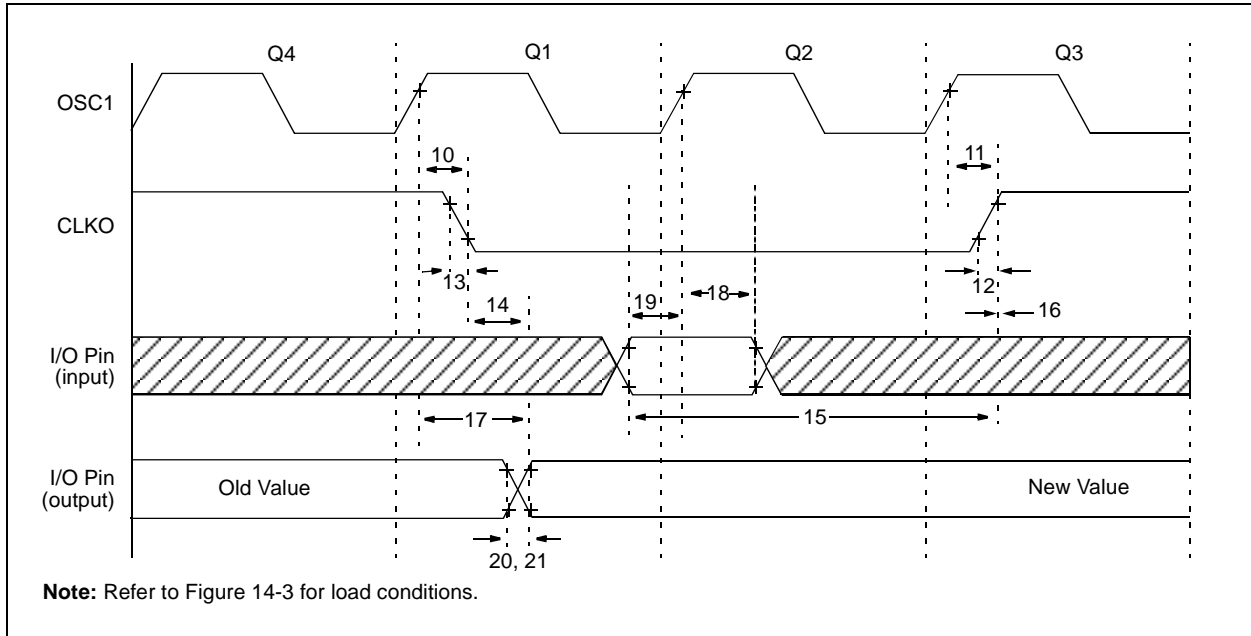 Q4 Q1 Q2 Q3
OSC1
10 11
CLKO
13 12
14 19 18 16
I/O Pin
(input)
17 15
I/O Pin
(output)
Old Value New Value
20, 21
Note: Refer to Figure 14-3 for load conditions.